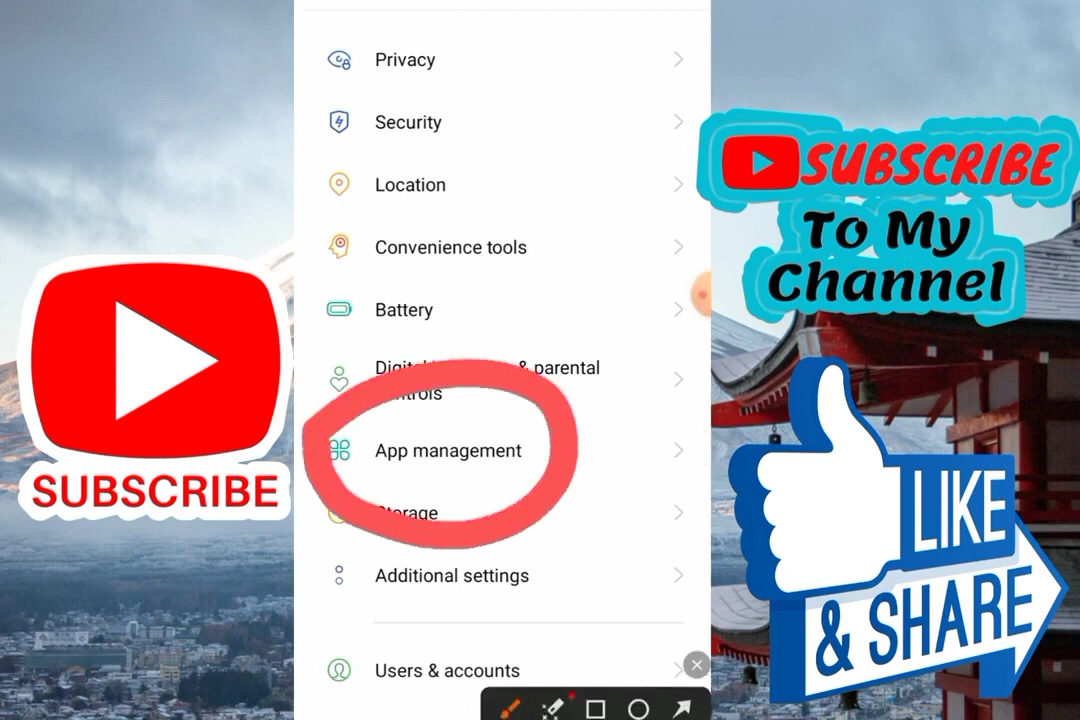 Privacy
Security
Location
Convenience tools
Battery
& parental
App management
Storage
Additional settings
Users & accounts
SUBSCRIBE
SUBSCRIBE
To My
Channel
LIKE
& SHARE